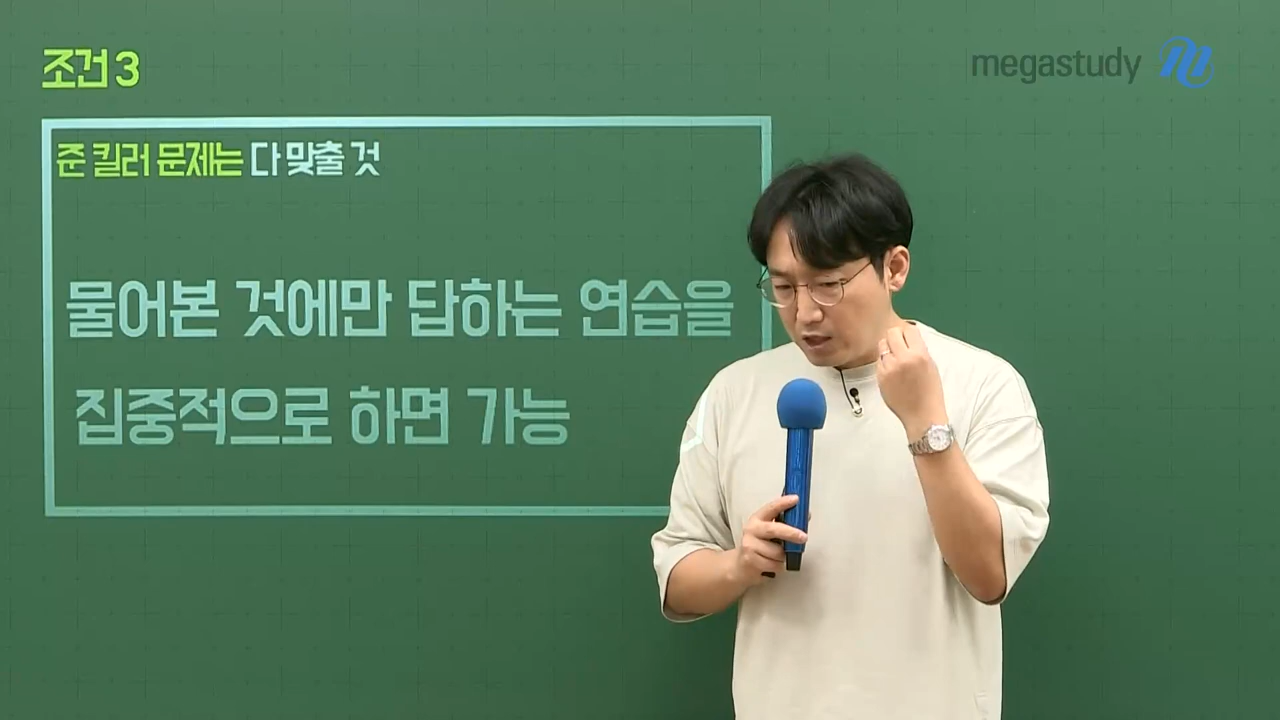 조건 3
megastudy
준 킬러 문제는 다 맞출 것
물어본 것에만 답하는 연습을
집중적으로 하면 가능